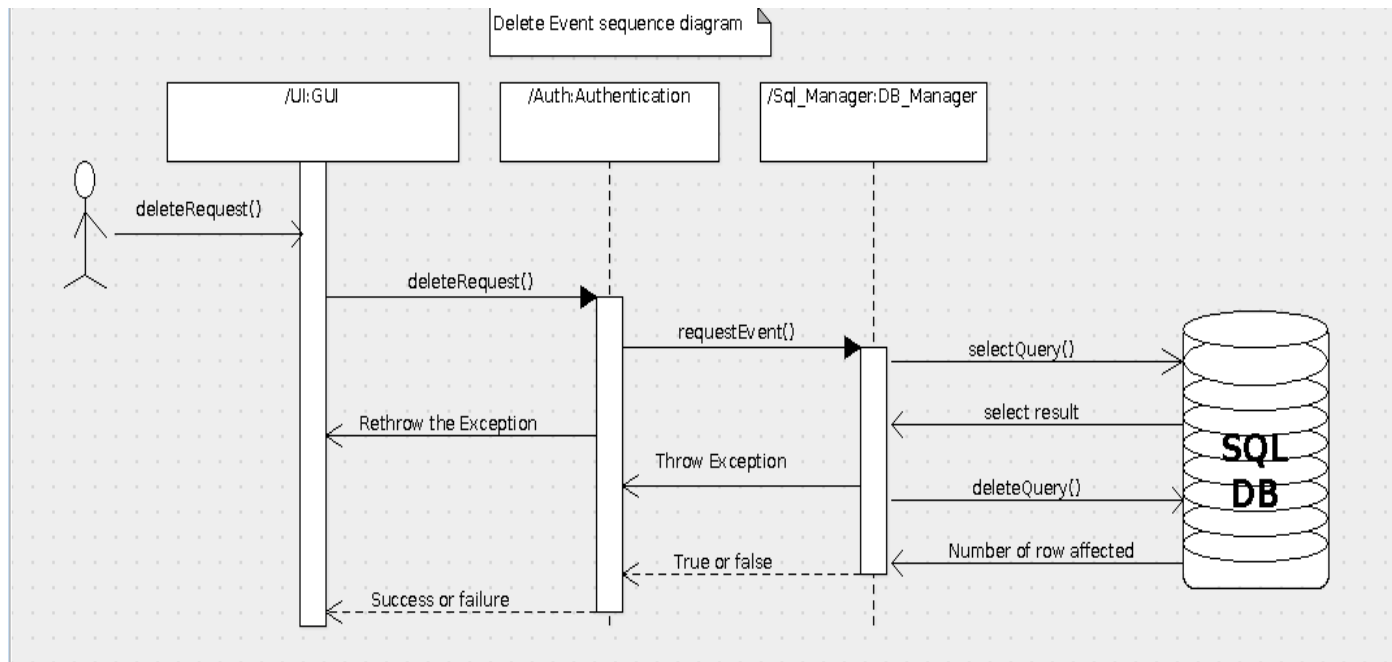 Delete Event sequence diagram
/UI:GUI
/Auth:Authentication
/Sql_Manager:DB_Manager
deleteRequest()
deleteRequest()
requestEvent()
selectQuery()
select result
Rethrow the Exception
Throw Exception
deleteQuery()
SQL
DB
Number of row affected
True or false
Success or failure